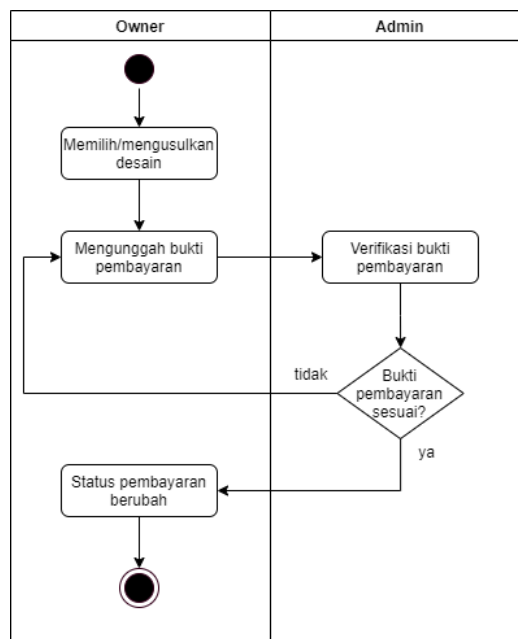 Owner
Admin
Memilih/mengusulkan
desain
Mengunggah bukti
pembayaran
Verifikasi bukti
pembayaran
tidak
Bukti
pembayaran
sesuai?
ya
Status pembayaran
berubah